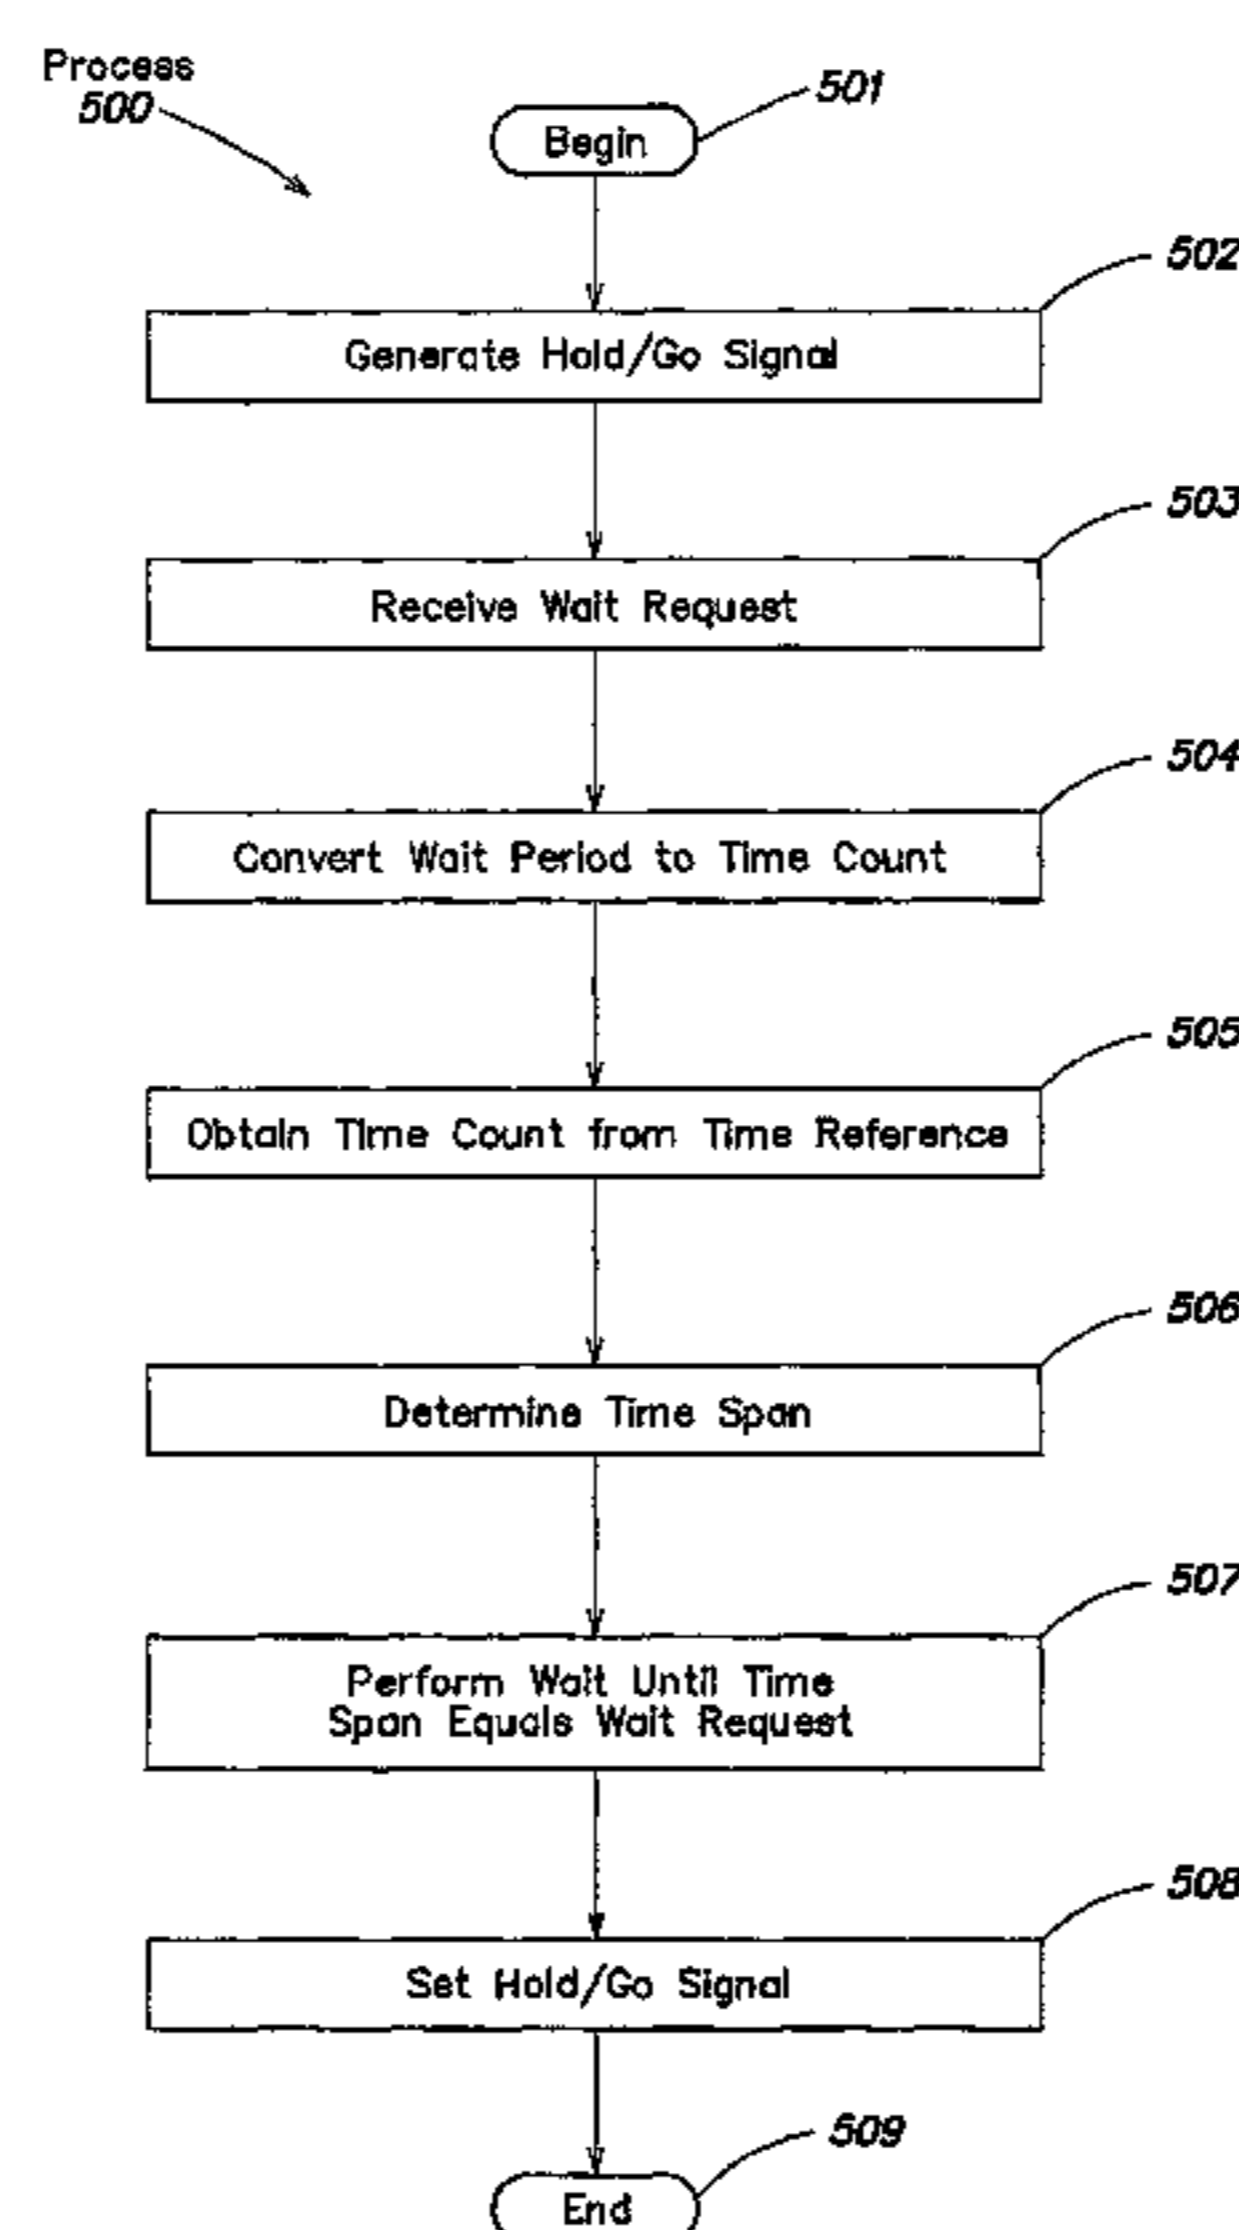 Process
500
501
Begin
502
Generate Hold/Go Signal
503
Receive Wait Request
504
Convert Wait Period to Time Count
505
Obtain Time Count from Time Reference
506
Determine Time Span
507
Perform Wait Until Time
Span Equals Wait Request
508
Set Hold/Go Signal
509
End